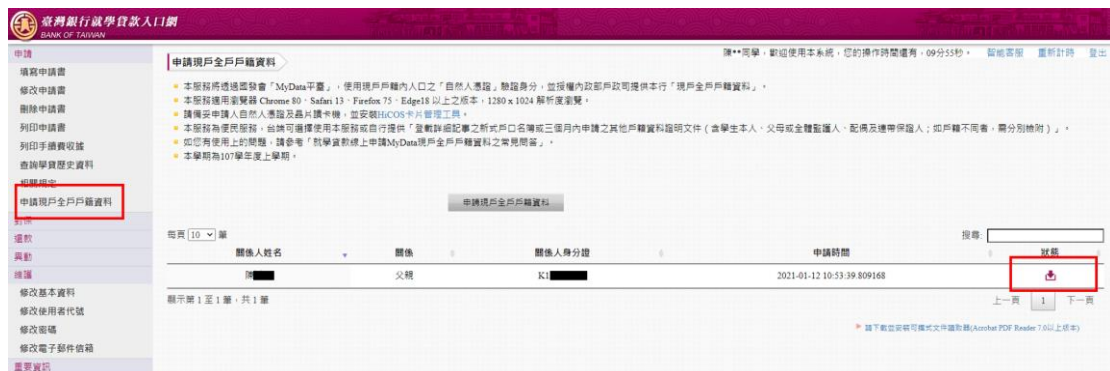 臺灣銀行就學貸款入口網
BANK OF TAIWAN
陳**同學，歡迎使用本系統，您的操作時間還有，09分55秒。 智能客服 重新計時 登出
申請
填寫申請書
修改申請書
刪除申請書
列印申請書
列印手續費收據
查詢學貸歷史資料
相關規定
申請現戶全戶戶籍資料
對保
還款
異動
維護
修改基本資料
修改使用者代號
修改密碼
修改電子郵件信箱
重要資訊
申請現戶全戶戶籍資料
本服務將透過國發會「MyData平臺」，使用現戶戶籍內人口之「自然人憑證」驗證身分，並授權內政部戶政司提供本行「現戶全戶戶籍資料」。
本服務適用瀏覽器 Chrome 80、Safari 13、Firefox 75、Edge18 以上之版本，1280 x 1024 解析度瀏覽。
請備妥申請人自然人憑證及晶片讀卡機，並安裝HiCOS卡片管理工具。
本服務為便民服務，台端可選擇使用本服務或自行提供「登載詳細記事之新式戶口名簿或三個月內申請之其他戶籍資料證明文件（含學生本人、父母或全體監護人、配偶及連帶保證人；如戶籍不同者，需分別檢附）」。
如您有使用上的問題，請參考「就學貸款線上申請MyData現戶全戶戶籍資料之常見問答」。
本學期為107學年度上學期。
申請現戶全戶戶籍資料
每頁 10 筆
搜尋:
關係人姓名 關係 關係人身分證 申請時間 狀態
陳 父親 K1 2021-01-12 10:53:39.809168
顯示第 1 至 1 筆，共 1 筆
上一頁 1 下一頁
請下載並安裝可攜式文件讀取器(Acrobat PDF Reader 7.0以上版本)